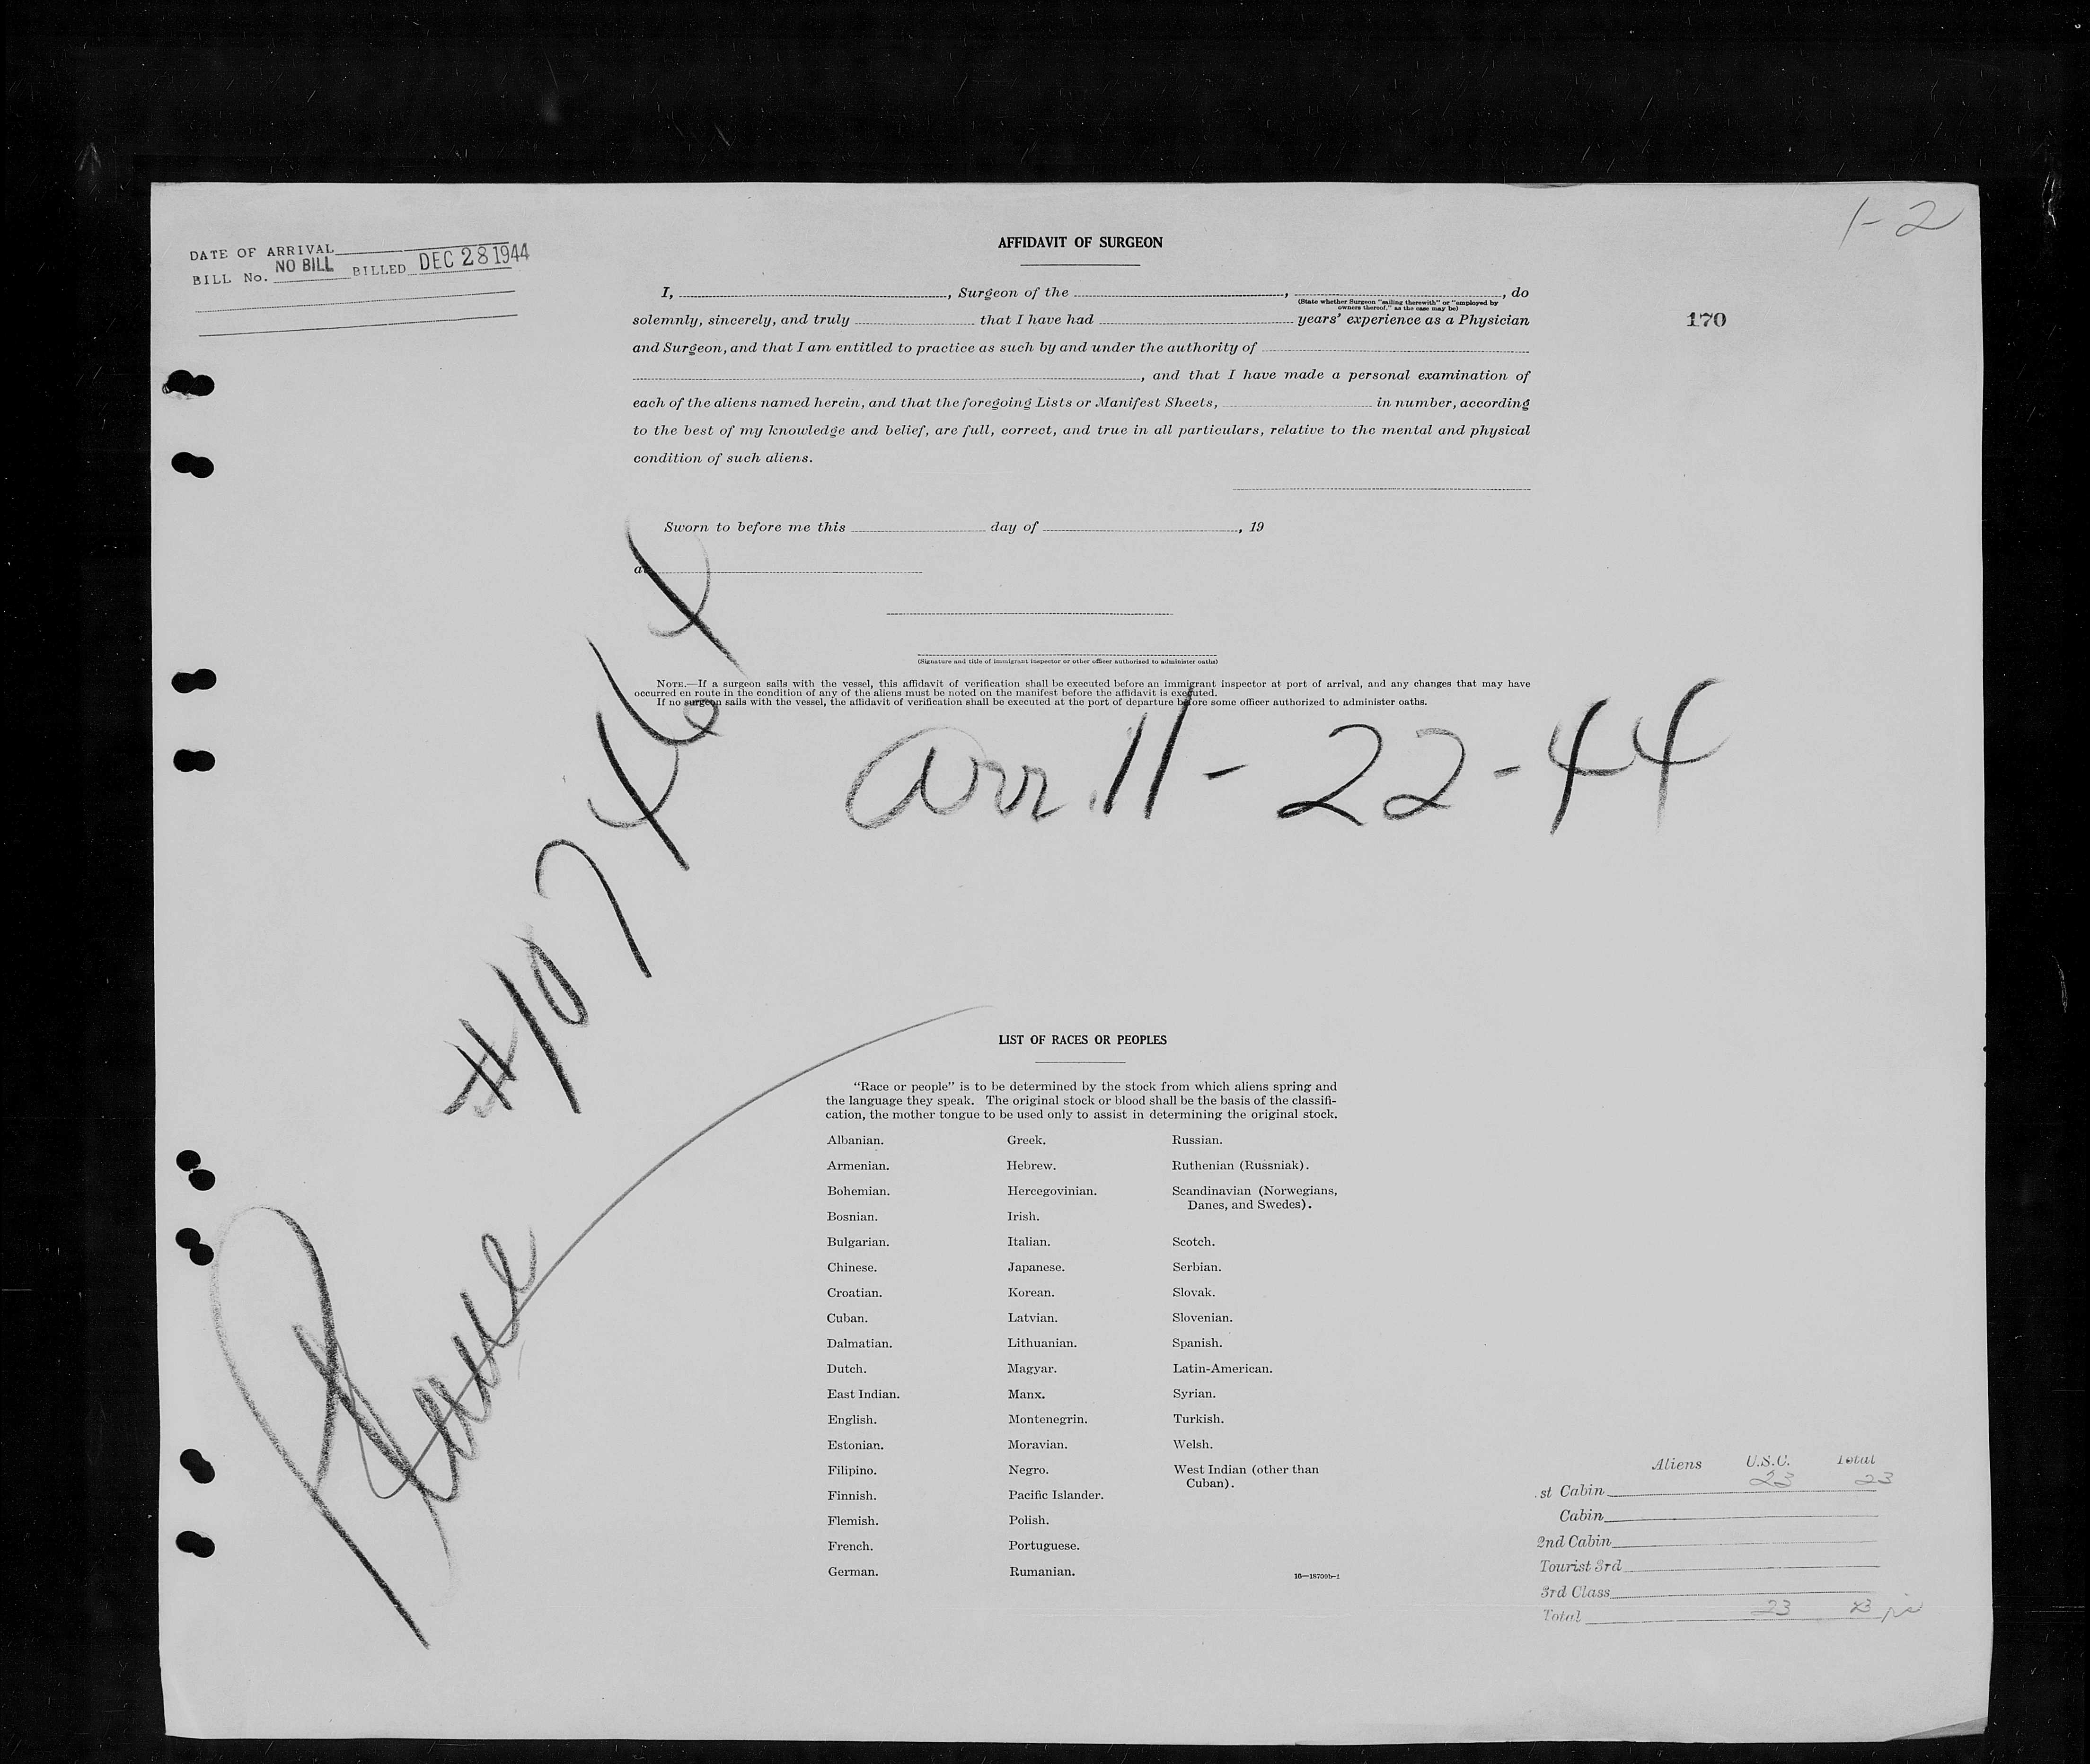 1-2
DATE OF ARRIVAL
BILL No. NO BILL BILLED DEC 28 1944
AFFIDAVIT OF SURGEON
170
I, , Surgeon of the , , do
(State whether Surgeon "sailing therewith" or "employed by
owners thereof," as the case may be)
solemnly, sincerely, and truly that I have had years' experience as a Physician
and Surgeon, and that I am entitled to practice as such by and under the authority of
, and that I have made a personal examination of
each of the aliens named herein, and that the foregoing Lists or Manifest Sheets, in number, according
to the best of my knowledge and belief, are full, correct, and true in all particulars, relative to the mental and physical
condition of such aliens.
Sworn to before me this day of , 19
at
(Signature and title of immigrant inspector or other officer authorized to administer oaths)
NOTE.—If a surgeon sails with the vessel, this affidavit of verification shall be executed before an immigrant inspector at port of arrival, and any changes that may have
occurred en route in the condition of any of the aliens must be noted on the manifest before the affidavit is executed.
If no surgeon sails with the vessel, the affidavit of verification shall be executed at the port of departure before some officer authorized to administer oaths.
arr. 11-22-44
#107464
Plane
LIST OF RACES OR PEOPLES
"Race or people" is to be determined by the stock from which aliens spring and
the language they speak. The original stock or blood shall be the basis of the classifi-
cation, the mother tongue to be used only to assist in determining the original stock.
Albanian. Greek. Russian.
Armenian. Hebrew. Ruthenian (Russniak).
Bohemian. Hercegovinian. Scandinavian (Norwegians,
Danes, and Swedes).
Bosnian. Irish.
Bulgarian. Italian. Scotch.
Chinese. Japanese. Serbian.
Croatian. Korean. Slovak.
Cuban. Latvian. Slovenian.
Dalmatian. Lithuanian. Spanish.
Dutch. Magyar. Latin-American.
East Indian. Manx. Syrian.
English. Montenegrin. Turkish.
Estonian. Moravian. Welsh.
Filipino. Negro. West Indian (other than
Cuban).
Finnish. Pacific Islander.
Flemish. Polish.
French. Portuguese.
German. Rumanian.
16—18709b-1
Aliens U.S.C. Total
st Cabin 23 23
Cabin
2nd Cabin
Tourist 3rd
3rd Class
Total 23 23